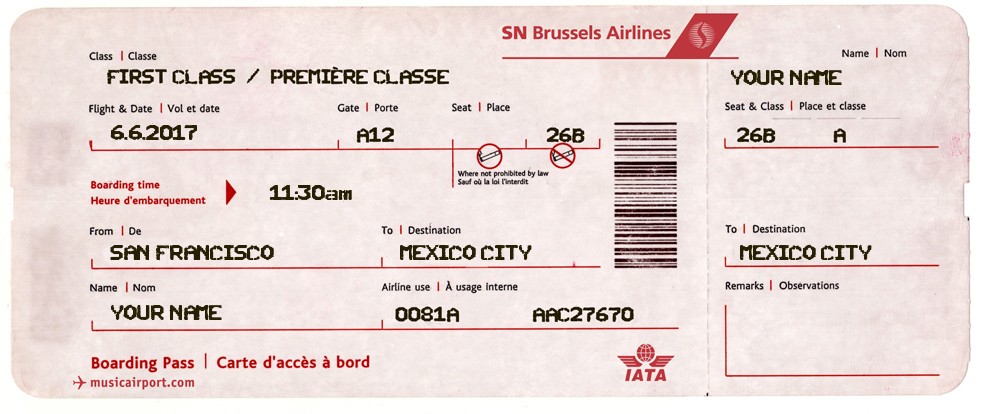 SN Brussels Airlines
Class | Classe
FIRST CLASS / PREMIÈRE CLASSE
Flight & Date | Vol et date
Gate | Porte
Seat | Place
6.6.2017
A12
26B
Where not prohibited by law
Sauf où la loi l'interdit
Boarding time
Heure d'embarquement
11:30am
From | De
To | Destination
SAN FRANCISCO
MEXICO CITY
Name | Nom
Airline use | À usage interne
YOUR NAME
0081A
AAC27670
Boarding Pass | Carte d'accès à bord
musicairport.com
IATA
Name | Nom
YOUR NAME
Seat & Class | Place et classe
26B A
To | Destination
MEXICO CITY
Remarks | Observations